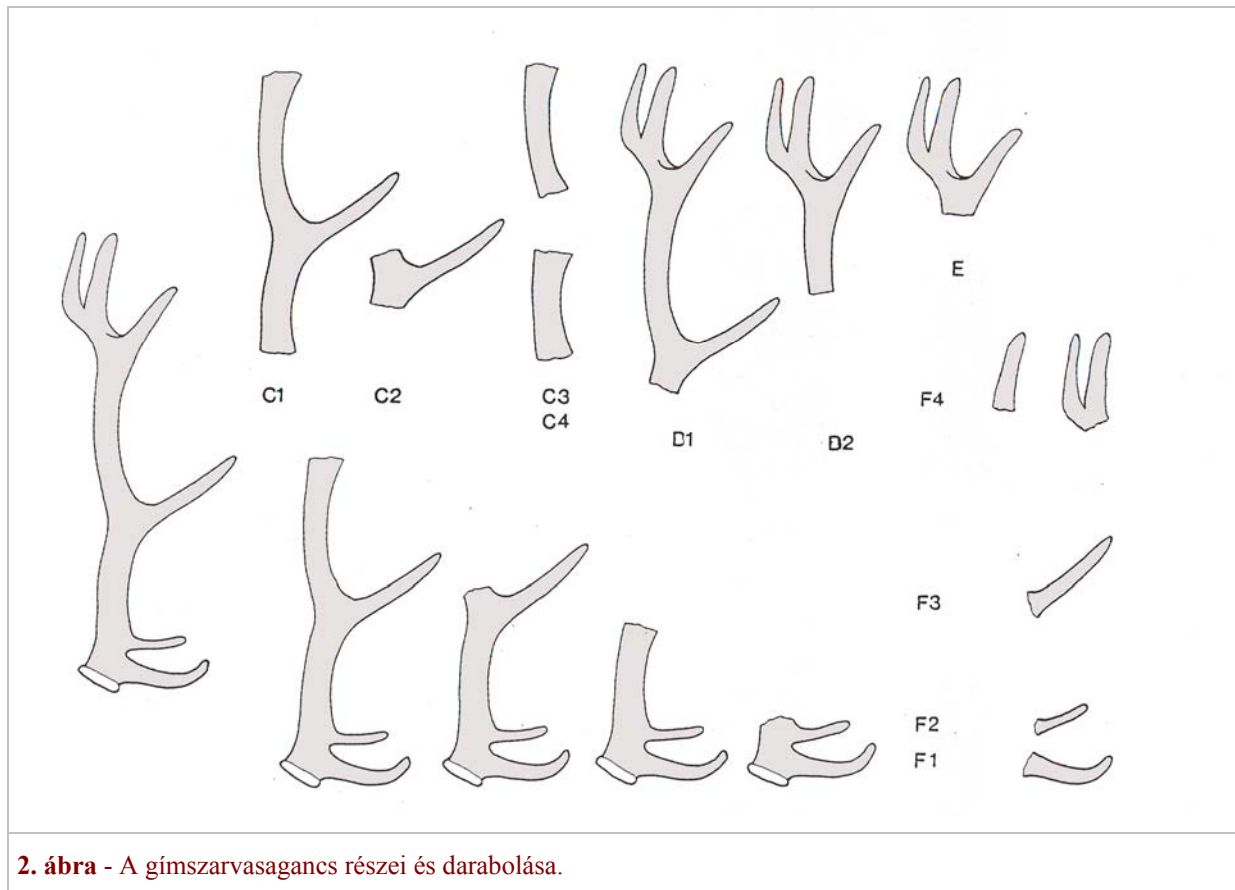 E
C1
C2
C3
C4
F4
D1
D2
F3
F2
F1
2. ábra - A gímszarvasagancs részei és darabolása.